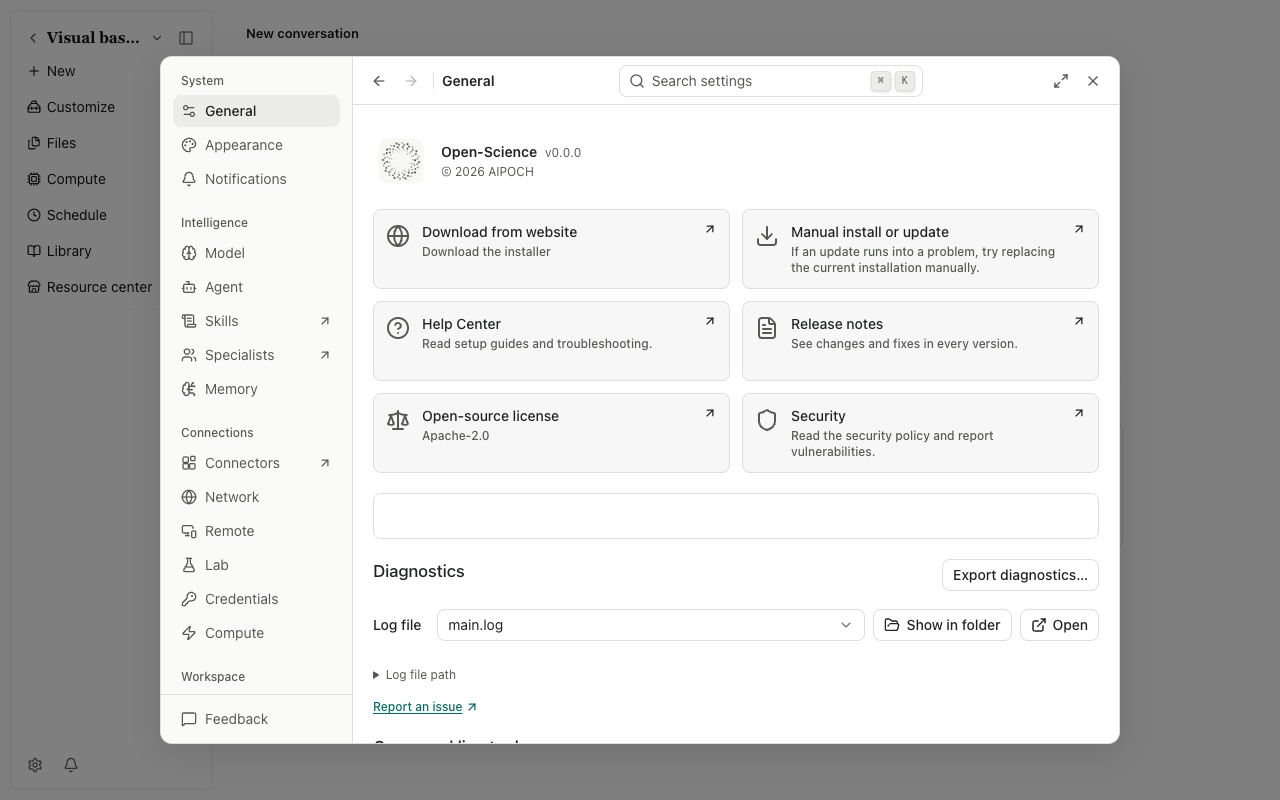 Visual bas...
New conversation
New
Customize
Files
Compute
Schedule
Library
Resource center
System
General
Appearance
Notifications
Intelligence
Model
Agent
Skills
Specialists
Memory
Connections
Connectors
Network
Remote
Lab
Credentials
Compute
Workspace
Feedback
General
Search settings
⌘ K
Open-Science v0.0.0
© 2026 AIPOCH
Download from website
Download the installer
Manual install or update
If an update runs into a problem, try replacing
the current installation manually.
Help Center
Read setup guides and troubleshooting.
Release notes
See changes and fixes in every version.
Open-source license
Apache-2.0
Security
Read the security policy and report
vulnerabilities.
Diagnostics
Export diagnostics...
Log file
main.log
Show in folder
Open
Log file path
Report an issue